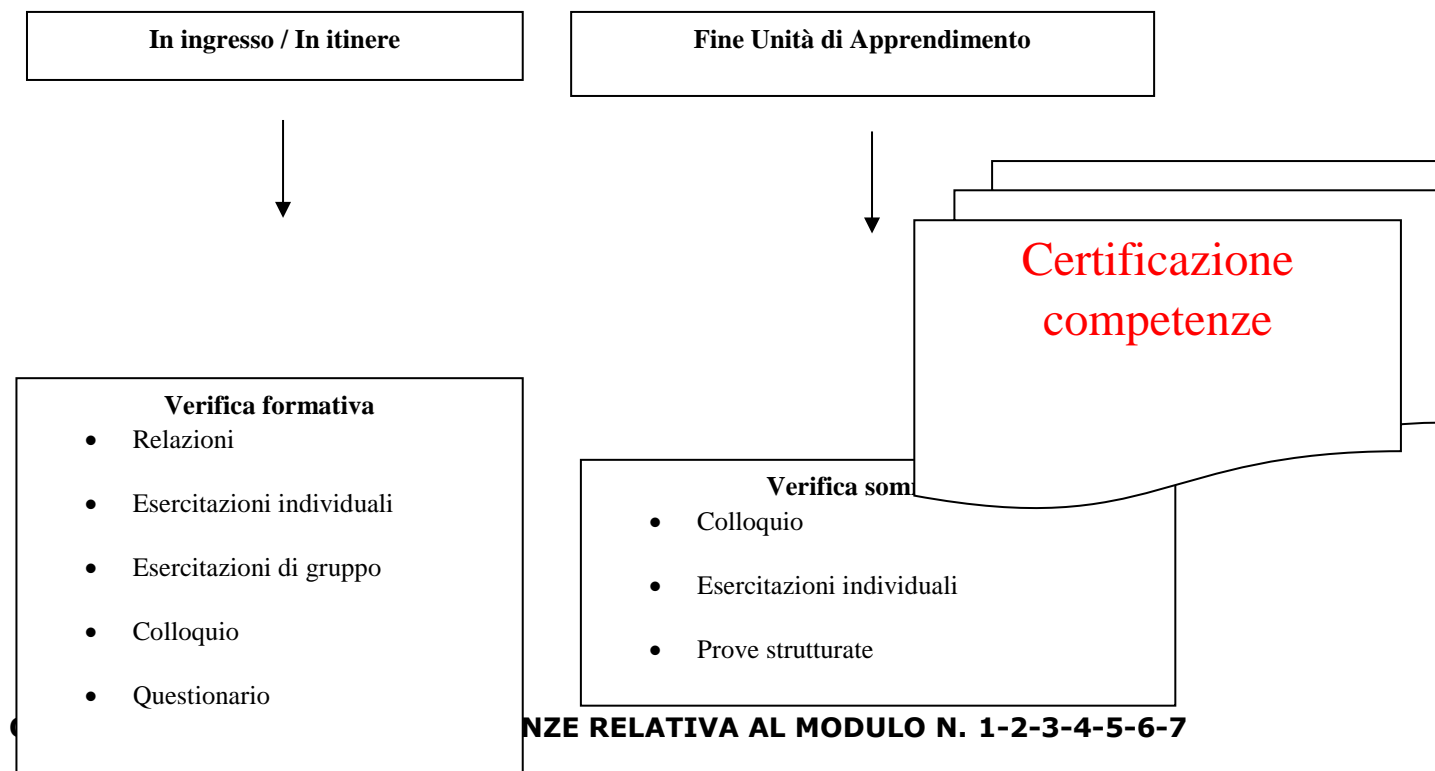 In ingresso / In itinere
Fine Unità di Apprendimento
Certificazione
competenze
Verifica formativa
• Relazioni
• Esercitazioni individuali
• Esercitazioni di gruppo
• Colloquio
• Questionario
Verifica
• Colloquio
• Esercitazioni individuali
• Prove strutturate
RELATIVA AL MODULO N. 1-2-3-4-5-6-7